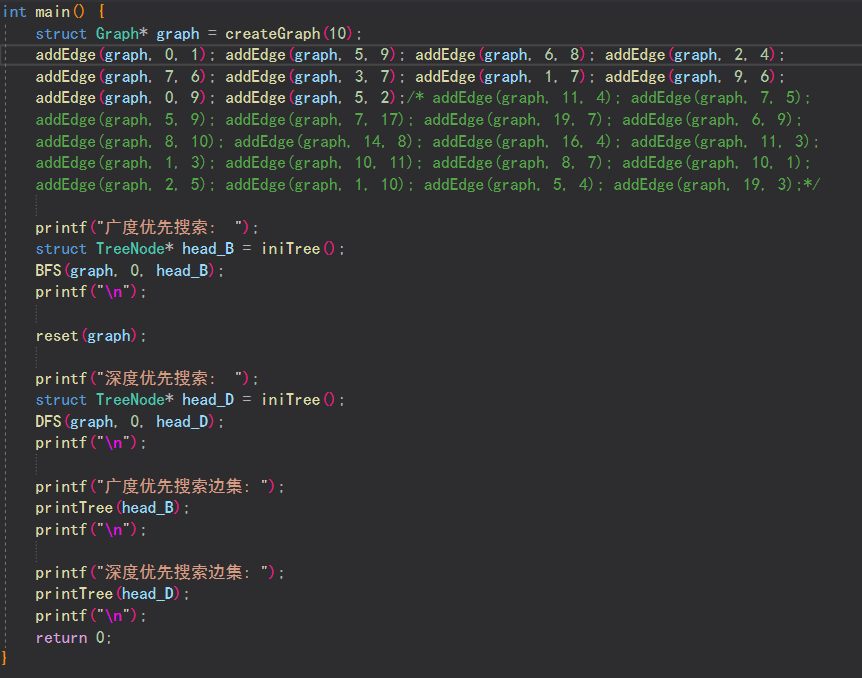 int main() {
struct Graph* graph = createGraph(10);
addEdge(graph, 0, 1); addEdge(graph, 5, 9); addEdge(graph, 6, 8); addEdge(graph, 2, 4);
addEdge(graph, 7, 6); addEdge(graph, 3, 7); addEdge(graph, 1, 7); addEdge(graph, 9, 6);
addEdge(graph, 0, 9); addEdge(graph, 5, 2);/* addEdge(graph, 11, 4); addEdge(graph, 7, 5);
addEdge(graph, 5, 9); addEdge(graph, 7, 17); addEdge(graph, 19, 7); addEdge(graph, 6, 9);
addEdge(graph, 8, 10); addEdge(graph, 14, 8); addEdge(graph, 16, 4); addEdge(graph, 11, 3);
addEdge(graph, 1, 3); addEdge(graph, 10, 11); addEdge(graph, 8, 7); addEdge(graph, 10, 1);
addEdge(graph, 2, 5); addEdge(graph, 1, 10); addEdge(graph, 5, 4); addEdge(graph, 19, 3);*/
printf("广度优先搜索:  ");
struct TreeNode* head_B = iniTree();
BFS(graph, 0, head_B);
printf("\n");
reset(graph);
printf("深度优先搜索:  ");
struct TreeNode* head_D = iniTree();
DFS(graph, 0, head_D);
printf("\n");
printf("广度优先搜索边集: ");
printTree(head_B);
printf("\n");
printf("深度优先搜索边集: ");
printTree(head_D);
printf("\n");
return 0;
}